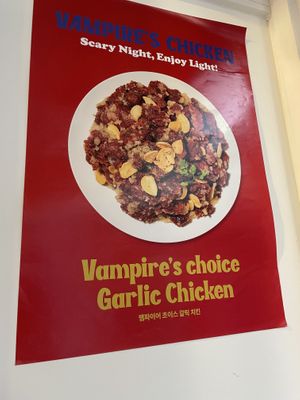 VAMPIRE'S CHICKEN
Scary Night, Enjoy Light!
Vampire's choice
Garlic Chicken
뱀파이어 초이스 갈릭 치킨